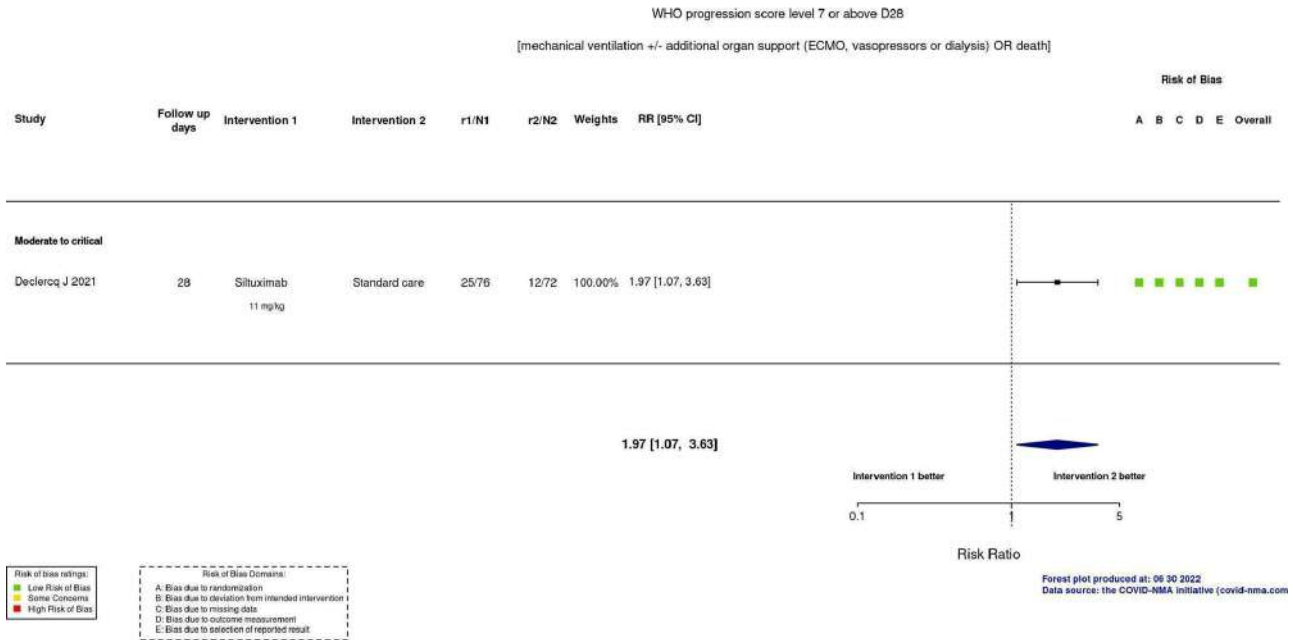 WHO progression score level 7 or above D28
[mechanical ventilation +/- additional organ support (ECMO, vasopressors or dialysis) OR death]
Risk of Bias
Study Follow up days Intervention 1 Intervention 2 r1/N1 r2/N2 Weights RR [95% CI] A B C D E Overall
Moderate to critical
Declercq J 2021 28 Siltuximab Standard care 25/76 12/72 100.00% 1.97 [1.07, 3.63]
11 mg/kg
1.97 [1.07, 3.63]
Intervention 1 better Intervention 2 better
0.1 1 5
Risk Ratio
Forest plot produced at: 06 30 2022
Data source: the COVID-NMA initiative (covid-nma.com
Risk of bias ratings:
Low Risk of Bias
Some Concerns
High Risk of Bias
Risk of Bias Domains:
A: Bias due to randomization
B: Bias due to deviation from intended intervention
C: Bias due to missing data
D: Bias due to outcome measurement
E: Bias due to selection of reported result